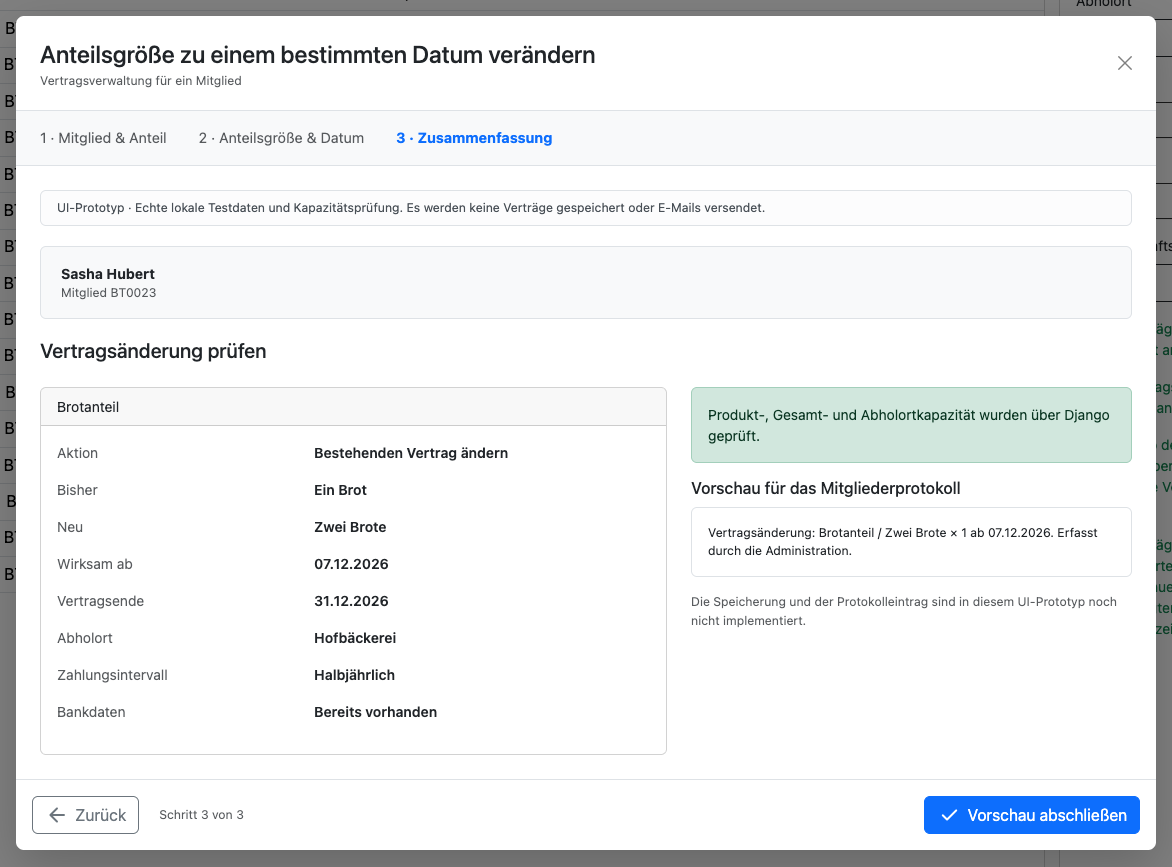 Anteilsgröße zu einem bestimmten Datum verändern
Vertragsverwaltung für ein Mitglied
1 · Mitglied & Anteil
2 · Anteilsgröße & Datum
3 · Zusammenfassung
UI-Prototyp · Echte lokale Testdaten und Kapazitätsprüfung. Es werden keine Verträge gespeichert oder E-Mails versendet.
Sasha Hubert
Mitglied BT0023
Vertragsänderung prüfen
Brotanteil
Aktion Bestehenden Vertrag ändern
Bisher Ein Brot
Neu Zwei Brote
Wirksam ab 07.12.2026
Vertragsende 31.12.2026
Abholort Hofbäckerei
Zahlungsintervall Halbjährlich
Bankdaten Bereits vorhanden
Produkt-, Gesamt- und Abholortkapazität wurden über Django
geprüft.
Vorschau für das Mitgliederprotokoll
Vertragsänderung: Brotanteil / Zwei Brote × 1 ab 07.12.2026. Erfasst
durch die Administration.
Die Speicherung und der Protokolleintrag sind in diesem UI-Prototyp noch
nicht implementiert.
Zurück
Schritt 3 von 3
Vorschau abschließen